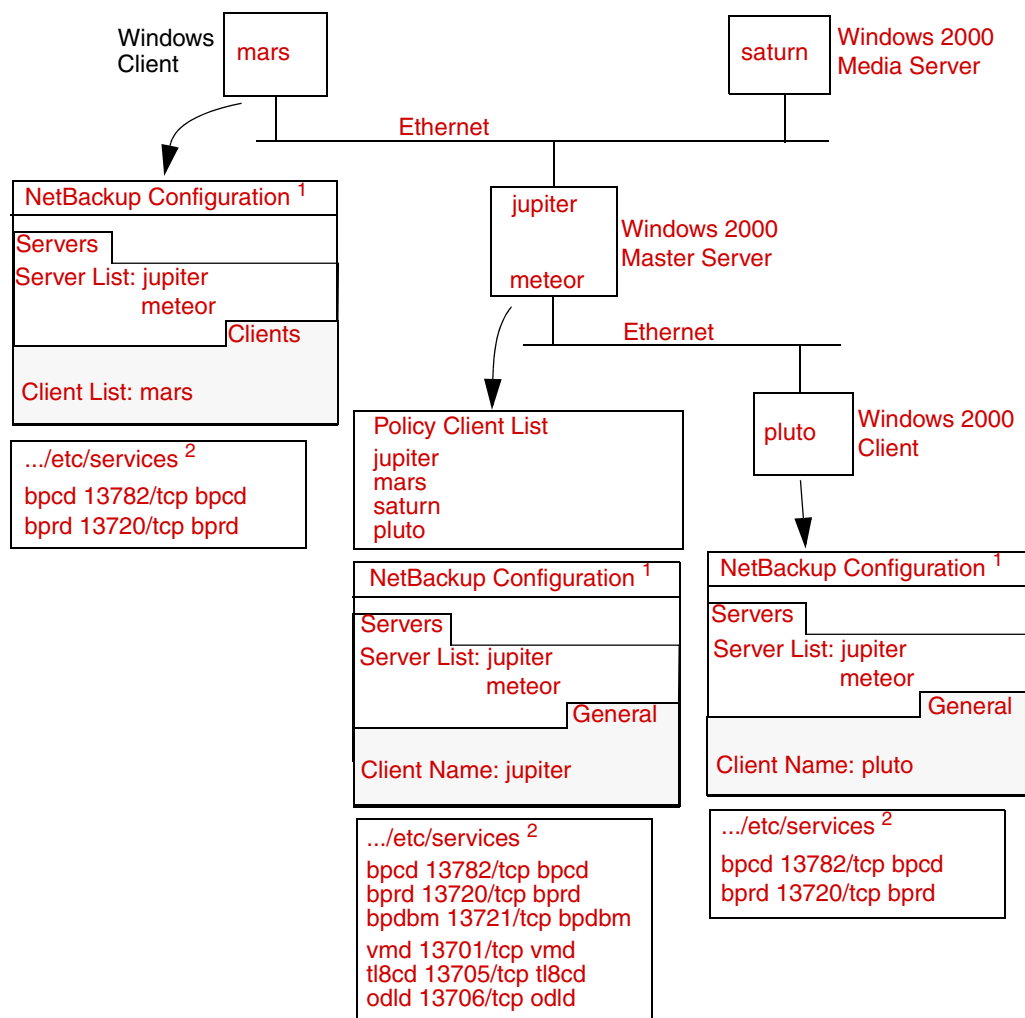 Windows
Client
mars
saturn
Windows 2000
Media Server
Ethernet
NetBackup Configuration 1
Servers
Server List: jupiter
meteor
Clients
Client List: mars
.../etc/services 2
bpcd 13782/tcp bpcd
bprd 13720/tcp bprd
jupiter
meteor
Windows 2000
Master Server
Ethernet
Policy Client List
jupiter
mars
saturn
pluto
NetBackup Configuration 1
Servers
Server List: jupiter
meteor
General
Client Name: jupiter
.../etc/services 2
bpcd 13782/tcp bpcd
bprd 13720/tcp bprd
bpdbm 13721/tcp bpdbm
vmd 13701/tcp vmd
tl8cd 13705/tcp tl8cd
odld 13706/tcp odld
pluto
Windows 2000
Client
NetBackup Configuration 1
Servers
Server List: jupiter
meteor
General
Client Name: pluto
.../etc/services 2
bpcd 13782/tcp bpcd
bprd 13720/tcp bprd